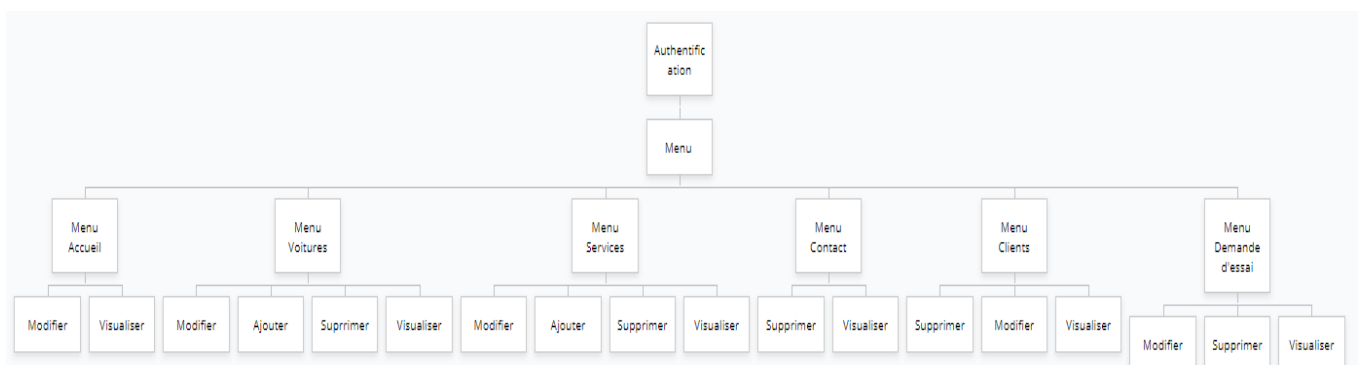 Authentific
ation
Menu
Menu
Accueil
Menu
Voitures
Menu
Services
Menu
Contact
Menu
Clients
Menu
Demande
d'essai
Modifier
Visualiser
Modifier
Ajouter
Suprrimer
Visualiser
Modifier
Ajouter
Supprimer
Visualiser
Supprimer
Visualiser
Supprimer
Modifier
Visualiser
Modifier
Supprimer
Visualiser